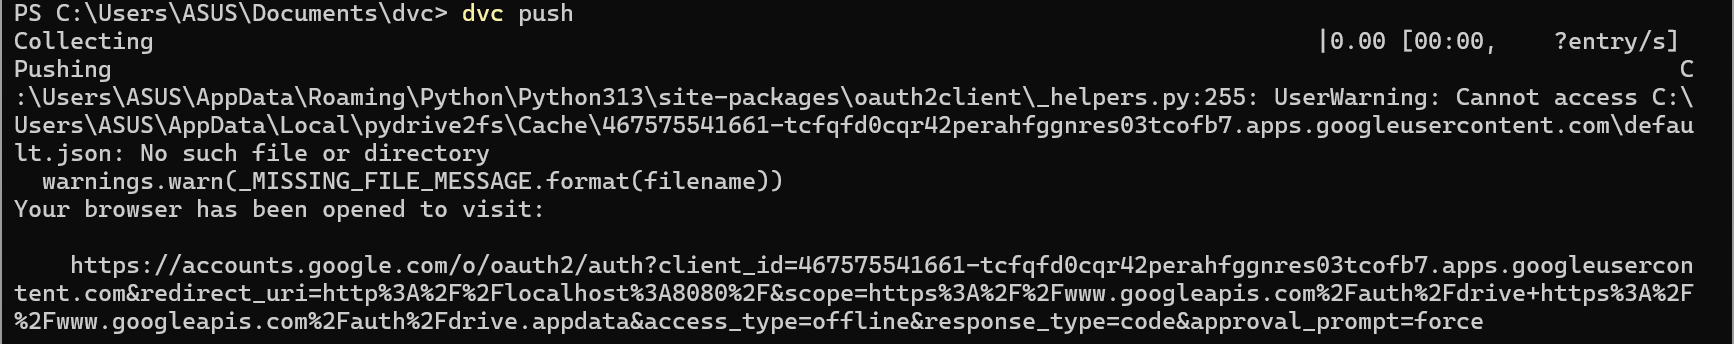 PS C:\Users\ASUS\Documents\dvc> dvc push
Collecting |0.00 [00:00, ?entry/s]
Pushing C
:\Users\ASUS\AppData\Roaming\Python\Python313\site-packages\oauth2client\_helpers.py:255: UserWarning: Cannot access C:\
Users\ASUS\AppData\Local\pydrive2fs\Cache\467575541661-tcfqfd0cqr42perahfggnres03tcofb7.apps.googleusercontent.com\defau
lt.json: No such file or directory
  warnings.warn(_MISSING_FILE_MESSAGE.format(filename))
Your browser has been opened to visit:

    https://accounts.google.com/o/oauth2/auth?client_id=467575541661-tcfqfd0cqr42perahfggnres03tcofb7.apps.googleusercon
tent.com&redirect_uri=http%3A%2F%2Flocalhost%3A8080%2F&scope=https%3A%2F%2Fwww.googleapis.com%2Fauth%2Fdrive+https%3A%2F
%2Fwww.googleapis.com%2Fauth%2Fdrive.appdata&access_type=offline&response_type=code&approval_prompt=force